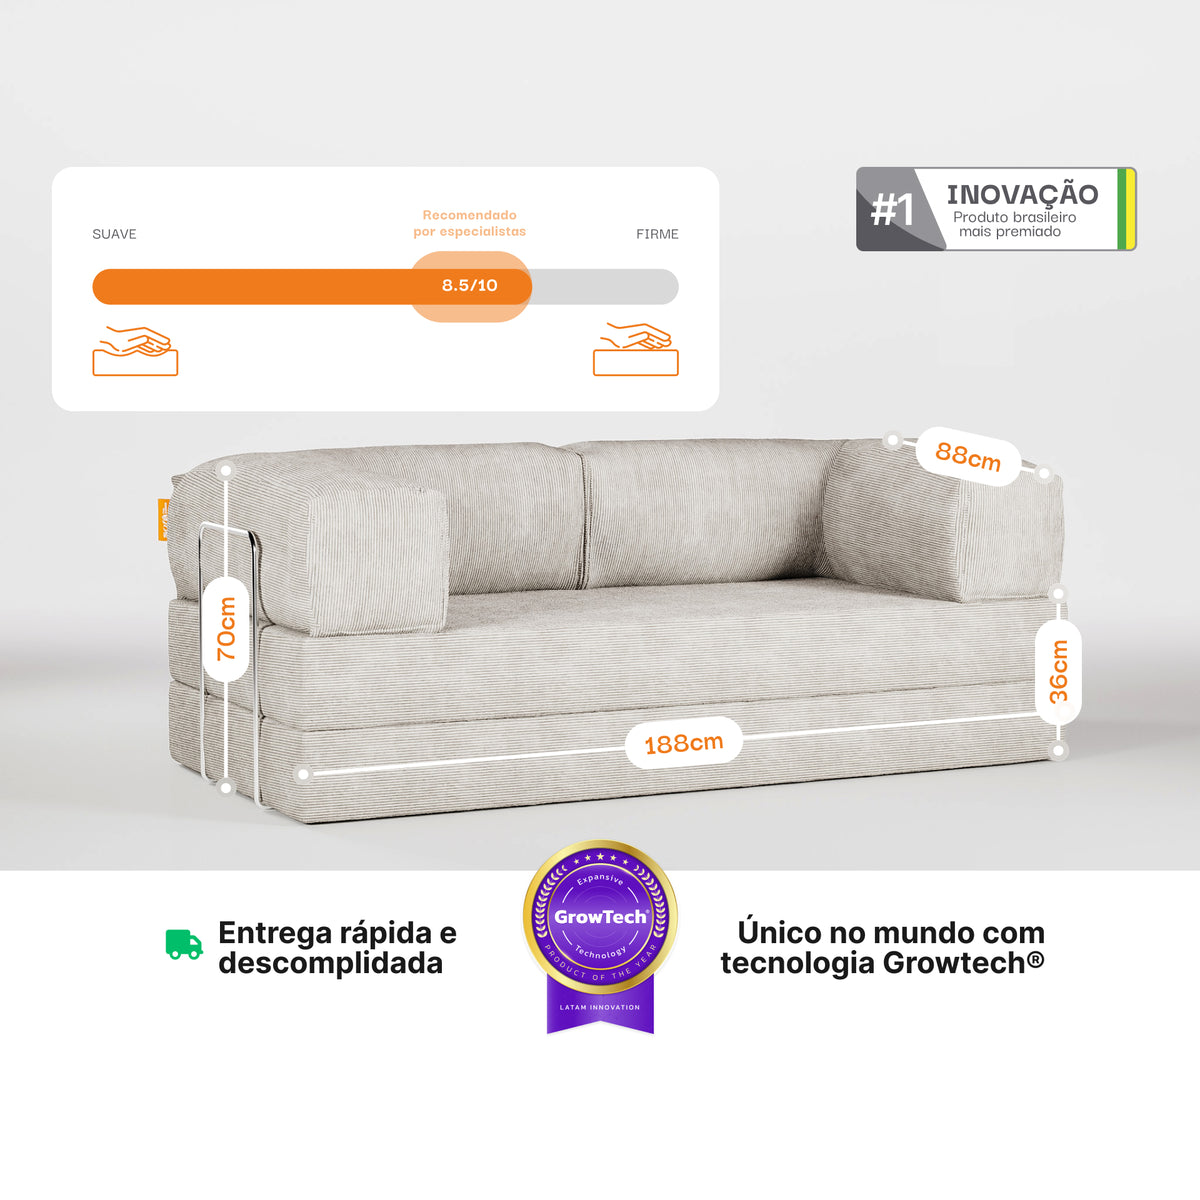 SUAVE
Recomendado
por especialistas
FIRME
8.5/10
#1
INOVAÇÃO
Produto brasileiro
mais premiado
88cm
70cm
36cm
188cm
Entrega rápida e
descomplidada
Expansive
GrowTech®
Technology
PRODUCT OF THE YEAR
LATAM INNOVATION
Único no mundo com
tecnologia Growtech®